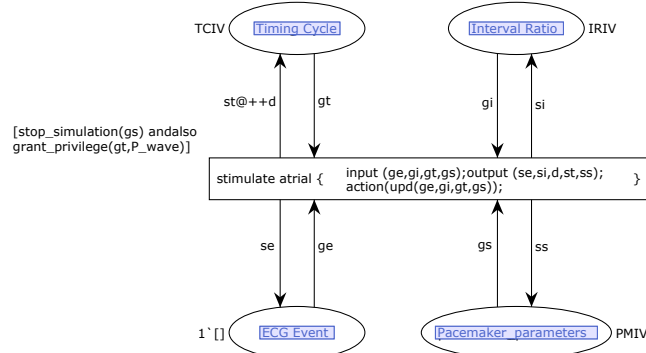 TCIV Timing Cycle Interval Ratio IRIV
st@++d gt gi si
[stop_simulation(gs) andalso
grant_privilege(gt,P_wave)]
stimulate atrial { input (ge,gi,gt,gs);output (se,si,d,st,ss); }
action(upd(ge,gi,gt,gs));
se ge gs ss
1`[] ECG Event Pacemaker_parameters PMIV